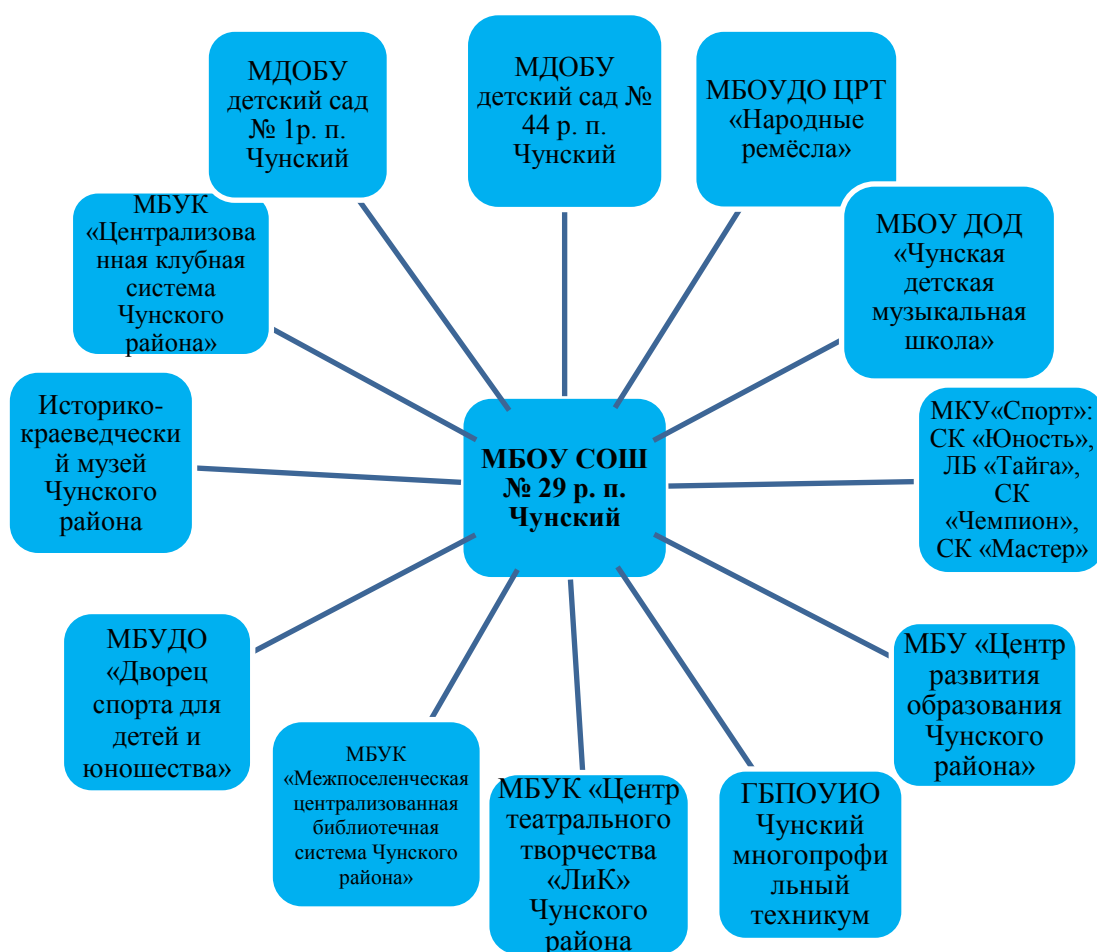 МДОБУ
детский сад
№ 1р. п.
Чунский
МДОБУ
детский сад №
44 р. п.
Чунский
МБОУДО ЦРТ
«Народные
ремёсла»
МБОУ ДОД
«Чунская
детская
музыкальная
школа»
МКУ«Спорт»:
СК «Юность»,
ЛБ «Тайга»,
СК
«Чемпион»,
СК «Мастер»
МБУ «Центр
развития
образования
Чунского
района»
ГБПОУИО
Чунский
многопрофи
льный
техникум
МБУК «Центр
театрального
творчества
«ЛиК»
Чунского
района
МБУК
«Межпоселенческая
централизованная
библиотечная
система Чунского
района»
МБУДО
«Дворец
спорта для
детей и
юношества»
Историко-
краеведчески
й музей
Чунского
района
МБУК
«Централизова
нная клубная
система
Чунского
района»
МБОУ СОШ
№ 29 р. п.
Чунский